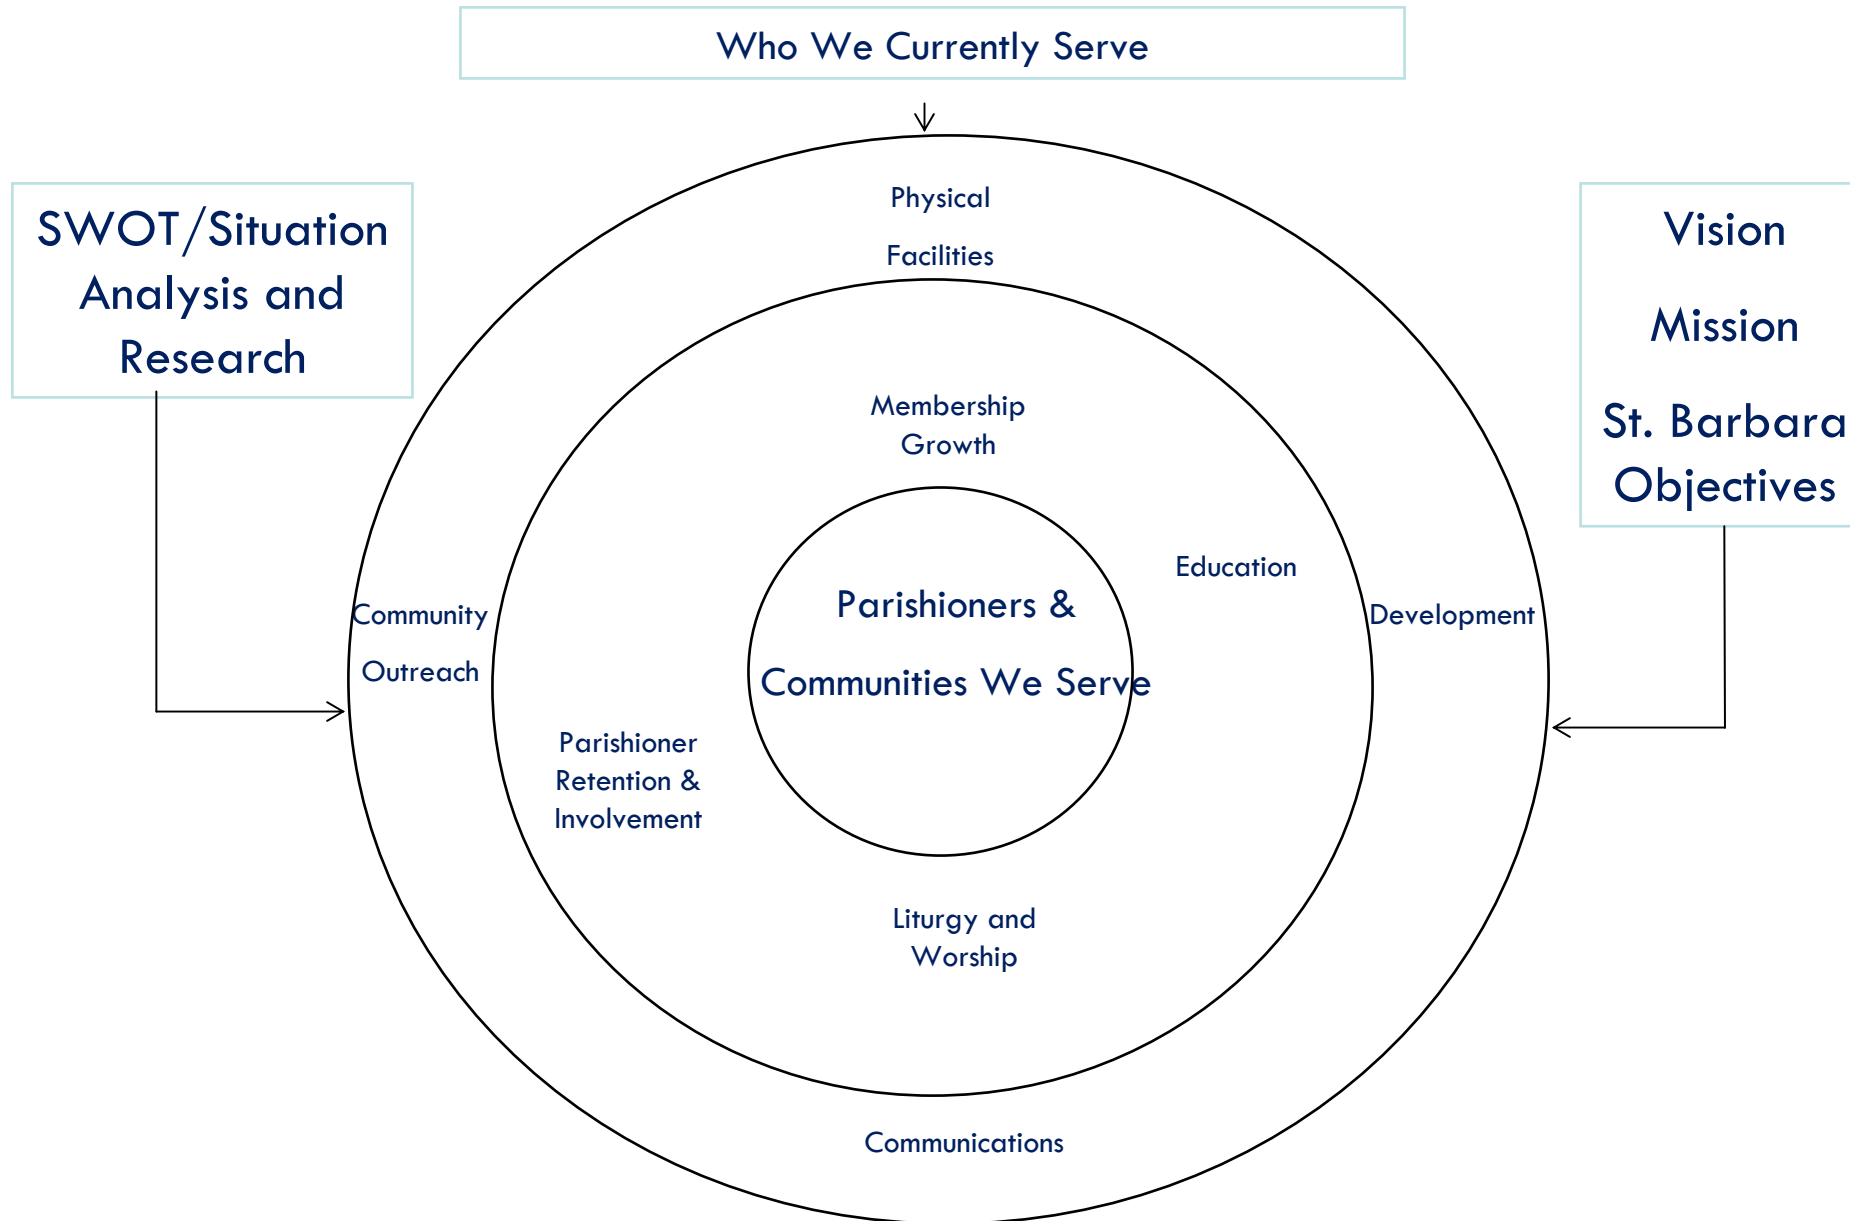 Who We Currently Serve
SWOT/Situation
Analysis and
Research
Vision
Mission
St. Barbara
Objectives
Physical
Facilities
Membership
Growth
Education
Parishioners &
Communities We Serve
Community
Outreach
Development
Parishioner
Retention &
Involvement
Liturgy and
Worship
Communications